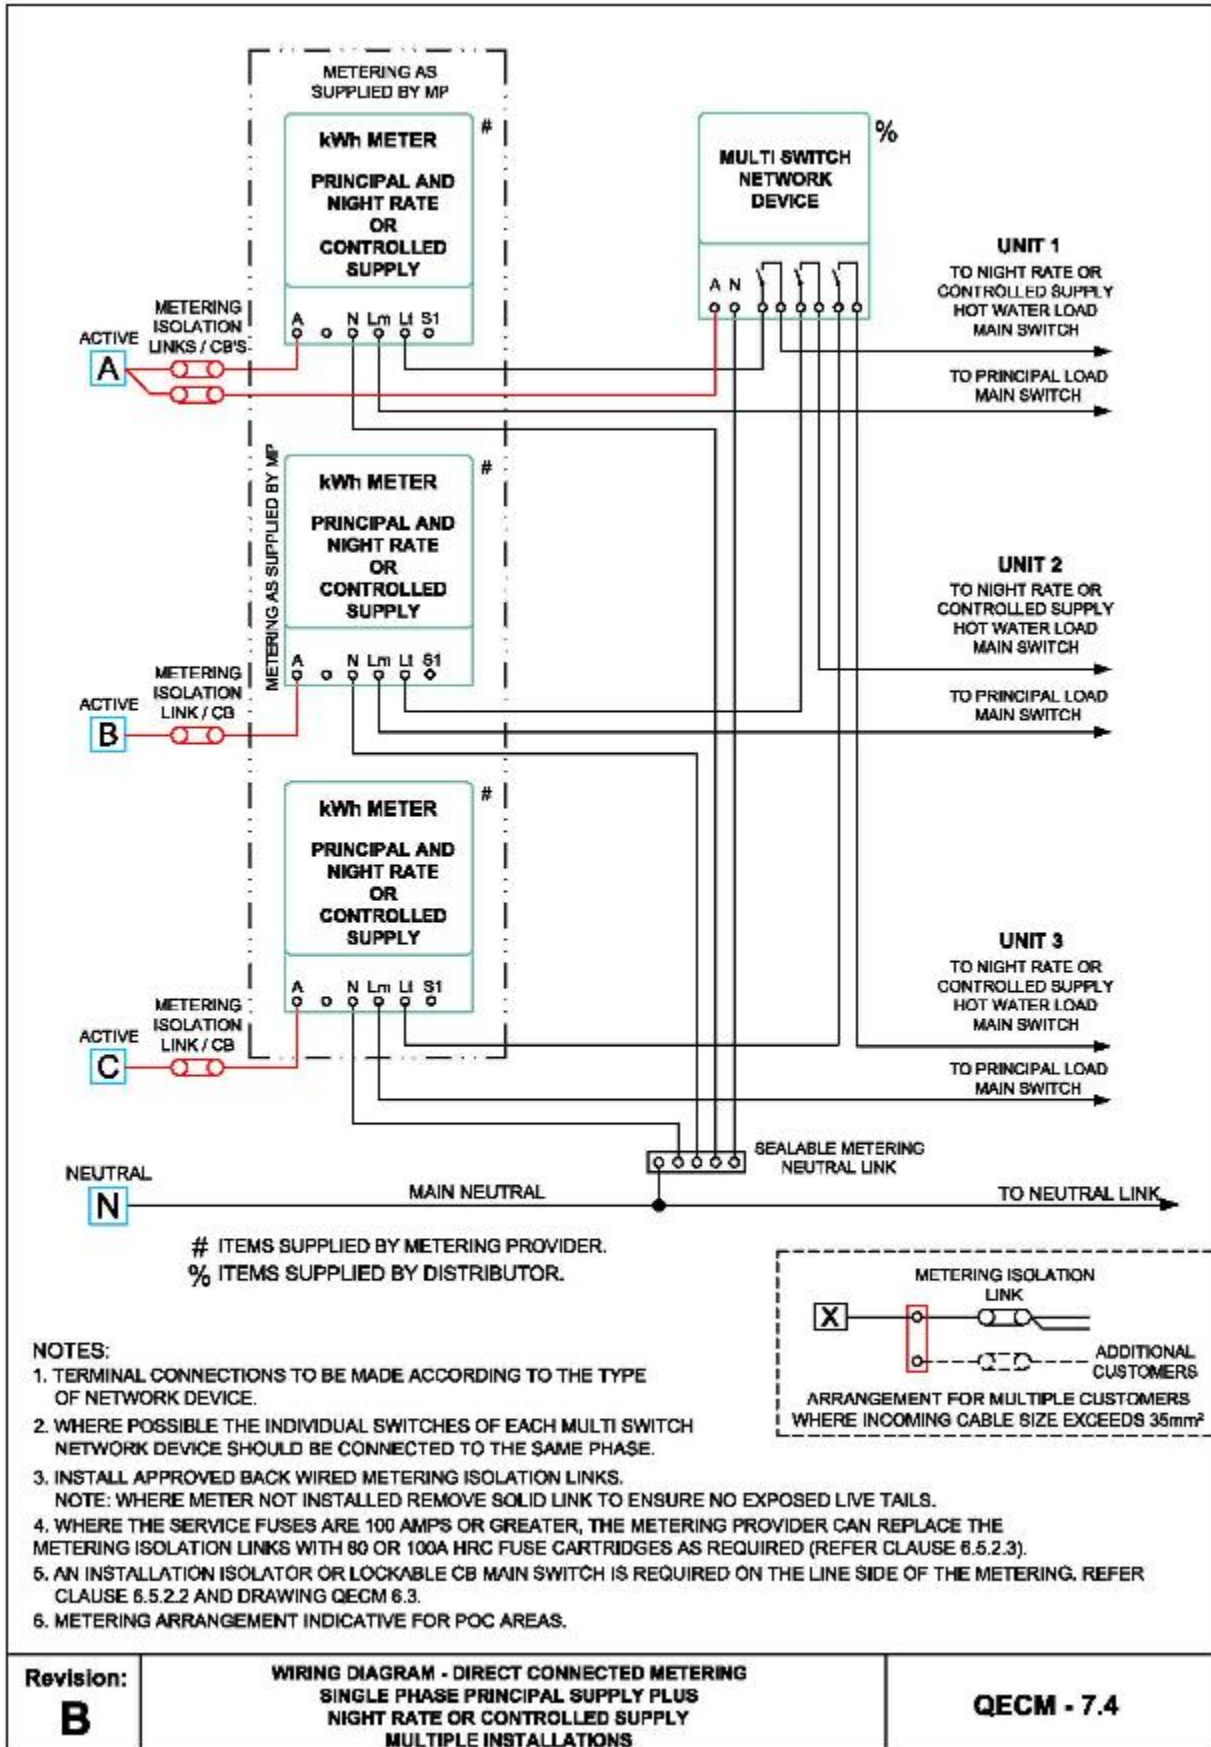 METERING AS
SUPPLIED BY MP
kWh METER
#
PRINCIPAL AND
NIGHT RATE
OR
CONTROLLED
SUPPLY
A N Lm Lt S1
MULTI SWITCH
NETWORK
DEVICE
%
A N
METERING
ISOLATION
LINKS / CB'S
ACTIVE
A
UNIT 1
TO NIGHT RATE OR
CONTROLLED SUPPLY
HOT WATER LOAD
MAIN SWITCH
TO PRINCIPAL LOAD
MAIN SWITCH
METERING AS SUPPLIED BY MP
kWh METER
#
PRINCIPAL AND
NIGHT RATE
OR
CONTROLLED
SUPPLY
A N Lm Lt S1
METERING
ISOLATION
LINK / CB
ACTIVE
B
UNIT 2
TO NIGHT RATE OR
CONTROLLED SUPPLY
HOT WATER LOAD
MAIN SWITCH
TO PRINCIPAL LOAD
MAIN SWITCH
kWh METER
#
PRINCIPAL AND
NIGHT RATE
OR
CONTROLLED
SUPPLY
A N Lm Lt S1
METERING
ISOLATION
LINK / CB
ACTIVE
C
UNIT 3
TO NIGHT RATE OR
CONTROLLED SUPPLY
HOT WATER LOAD
MAIN SWITCH
TO PRINCIPAL LOAD
MAIN SWITCH
SEALABLE METERING
NEUTRAL LINK
NEUTRAL
N
MAIN NEUTRAL
TO NEUTRAL LINK
# ITEMS SUPPLIED BY METERING PROVIDER.
% ITEMS SUPPLIED BY DISTRIBUTOR.
METERING ISOLATION
LINK
X
ADDITIONAL
CUSTOMERS
ARRANGEMENT FOR MULTIPLE CUSTOMERS
WHERE INCOMING CABLE SIZE EXCEEDS 35mm²
NOTES:
1. TERMINAL CONNECTIONS TO BE MADE ACCORDING TO THE TYPE
OF NETWORK DEVICE.
2. WHERE POSSIBLE THE INDIVIDUAL SWITCHES OF EACH MULTI SWITCH
NETWORK DEVICE SHOULD BE CONNECTED TO THE SAME PHASE.
3. INSTALL APPROVED BACK WIRED METERING ISOLATION LINKS.
NOTE: WHERE METER NOT INSTALLED REMOVE SOLID LINK TO ENSURE NO EXPOSED LIVE TAILS.
4. WHERE THE SERVICE FUSES ARE 100 AMPS OR GREATER, THE METERING PROVIDER CAN REPLACE THE
METERING ISOLATION LINKS WITH 80 OR 100A HRC FUSE CARTRIDGES AS REQUIRED (REFER CLAUSE 6.5.2.3).
5. AN INSTALLATION ISOLATOR OR LOCKABLE CB MAIN SWITCH IS REQUIRED ON THE LINE SIDE OF THE METERING. REFER
CLAUSE 6.5.2.2 AND DRAWING QECM 6.3.
6. METERING ARRANGEMENT INDICATIVE FOR POC AREAS.
Revision:
B
WIRING DIAGRAM - DIRECT CONNECTED METERING
SINGLE PHASE PRINCIPAL SUPPLY PLUS
NIGHT RATE OR CONTROLLED SUPPLY
MULTIPLE INSTALLATIONS
QECM - 7.4